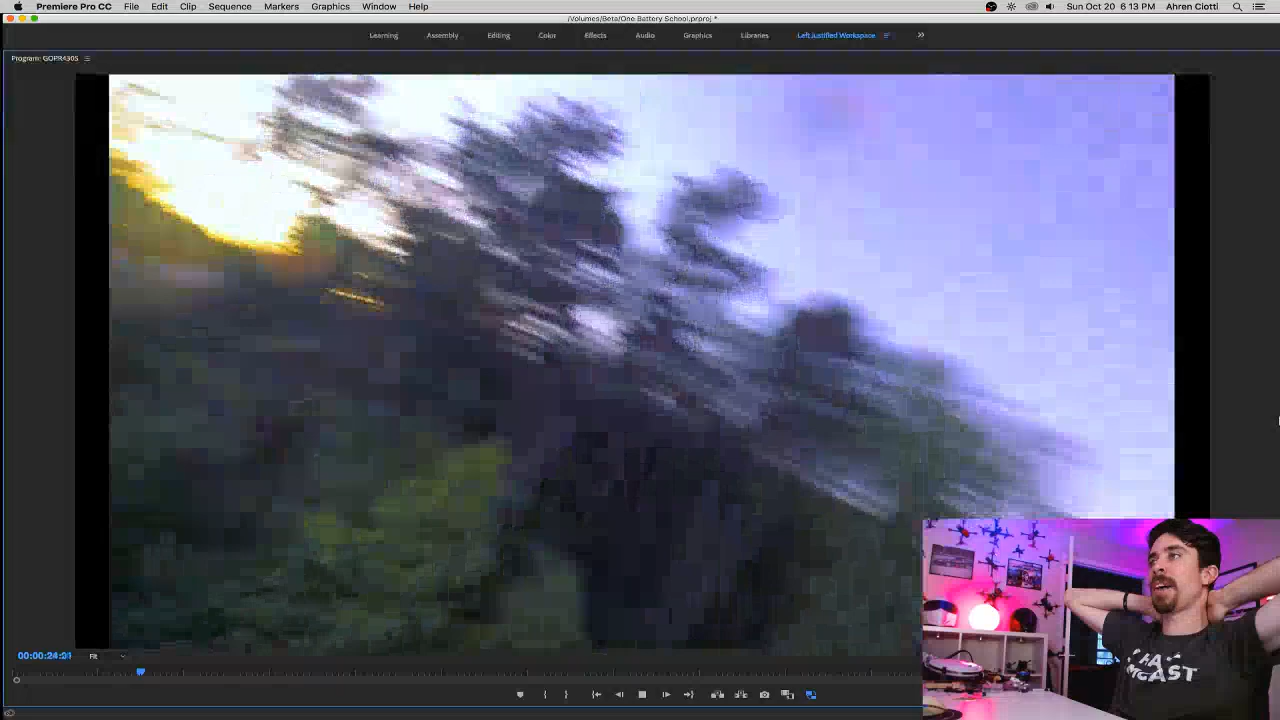 Premiere Pro CC File Edit Clip Sequence Markers Graphics Window Help Sun Oct 20 6:13 PM Ahren Ciotti
/Volumes/Beta/One Battery School.prproj *
Learning Assembly Editing Color Effects Audio Graphics Libraries Left Justified Workspace
Program: GOPR4305
00:00:24:01 Fit